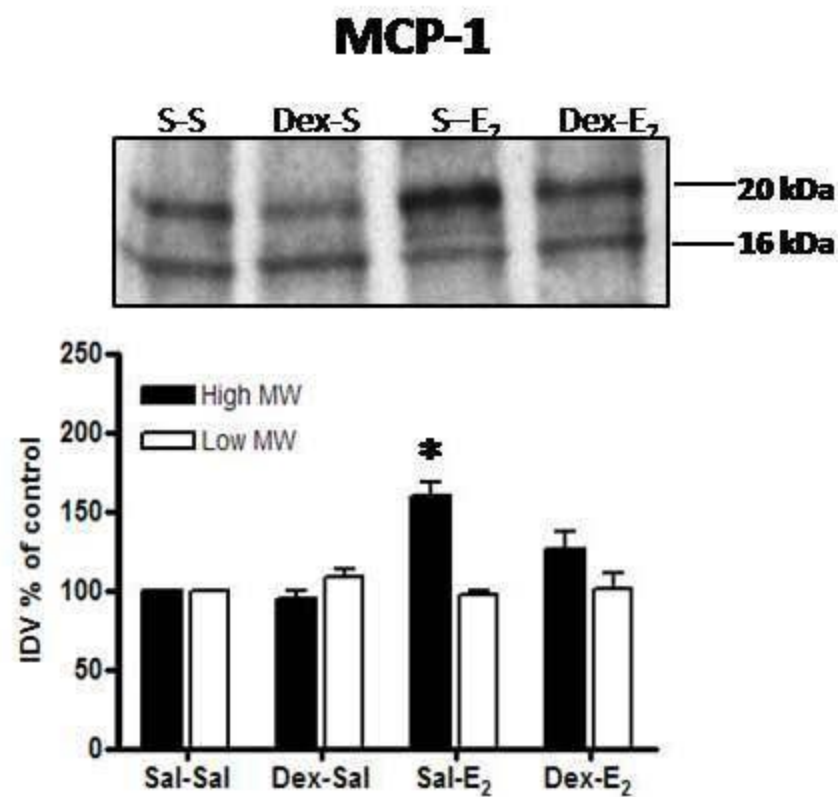 MCP-1
S-S Dex-S S-E₂ Dex-E₂
20 kDa
16 kDa
250
High MW
200
Low MW
*
150
100
50
0
IDV % of control
Sal-Sal Dex-Sal Sal-E₂ Dex-E₂